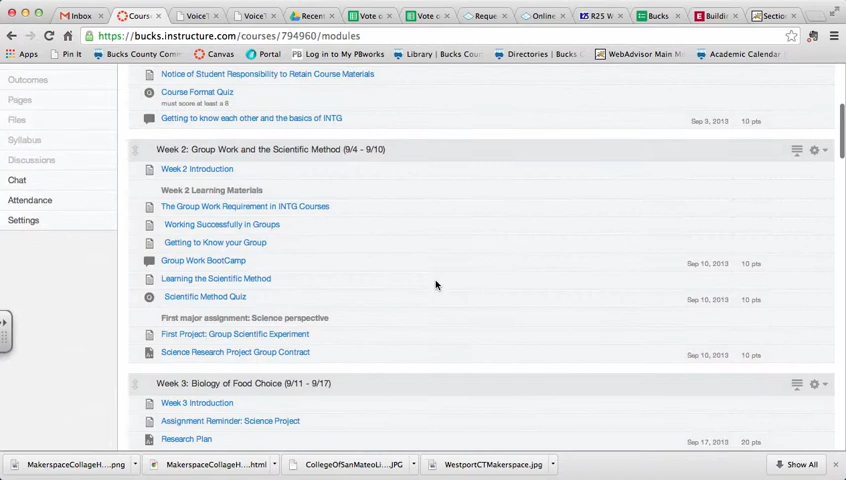 Inbox
Cours
VoiceT
VoiceT
Recen
Vote o
Vote o
Reque
Online
R25 W
Bucks
Buildi
Section
https://bucks.instructure.com/courses/794960/modules
Apps Pin It Bucks County Comm Canvas Portal Log in to My PBworks Library | Bucks Cou Directories | Bucks C WebAdvisor Main M Academic Calendar
Outcomes
Pages
Files
Syllabus
Discussions
Chat
Attendance
Settings
Notice of Student Responsibility to Retain Course Materials
Course Format Quiz
must score at least a 8
Getting to know each other and the basics of INTG
Sep 3, 2013 10 pts
Week 2: Group Work and the Scientific Method (9/4 - 9/10)
Week 2 Introduction
Week 2 Learning Materials
The Group Work Requirement in INTG Courses
Working Successfully in Groups
Getting to Know your Group
Group Work BootCamp
Sep 10, 2013 10 pts
Learning the Scientific Method
Scientific Method Quiz
Sep 10, 2013 10 pts
First major assignment: Science perspective
First Project: Group Scientific Experiment
Science Research Project Group Contract
Sep 10, 2013 10 pts
Week 3: Biology of Food Choice (9/11 - 9/17)
Week 3 Introduction
Assignment Reminder: Science Project
Research Plan
Sep 17, 2013 20 pts
MakerspaceCollageH....png
MakerspaceCollageH....html
CollegeOfSanMateoLi....JPG
WestportCTMakerspace.jpg
Show All